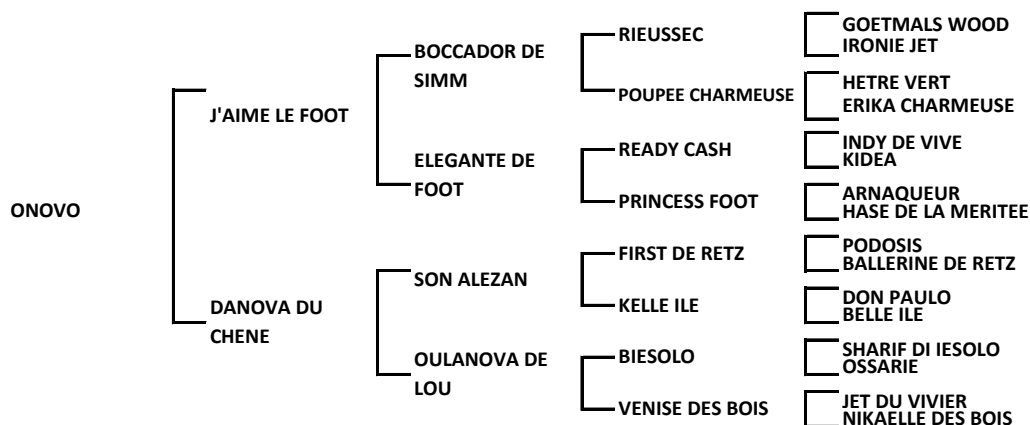 ONOVO
J'AIME LE FOOT
DANOVA DU
CHENE
BOCCADOR DE
SIMM
ELEGANTE DE
FOOT
SON ALEZAN
OULANOVA DE
LOU
RIEUSSEC
POUPEE CHARMEUSE
READY CASH
PRINCESS FOOT
FIRST DE RETZ
KELLE ILE
BIESOLO
VENISE DES BOIS
GOETMALS WOOD
IRONIE JET
HETRE VERT
ERIKA CHARMEUSE
INDY DE VIVE
KIDEA
ARNAQUEUR
HASE DE LA MERITEE
PODOSIS
BALLERINE DE RETZ
DON PAULO
BELLE ILE
SHARIF DI IESOLO
OSSARIE
JET DU VIVIER
NIKAELLE DES BOIS